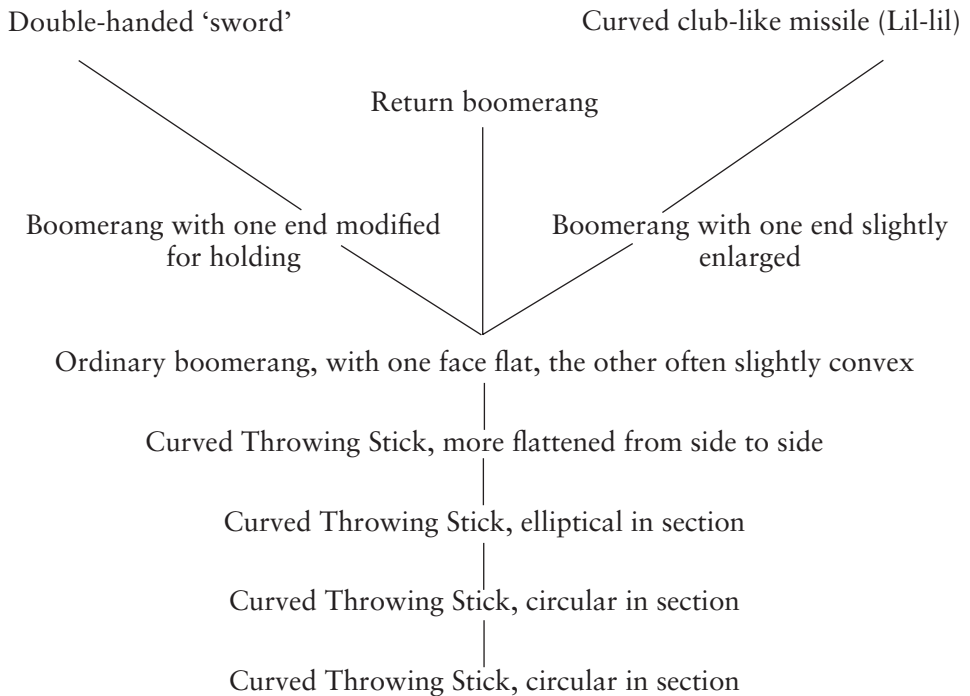 Double-handed ‘sword’
Curved club-like missile (Lil-lil)
Return boomerang
Boomerang with one end modified
for holding
Boomerang with one end slightly
enlarged
Ordinary boomerang, with one face flat, the other often slightly convex
Curved Throwing Stick, more flattened from side to side
Curved Throwing Stick, elliptical in section
Curved Throwing Stick, circular in section
Curved Throwing Stick, circular in section